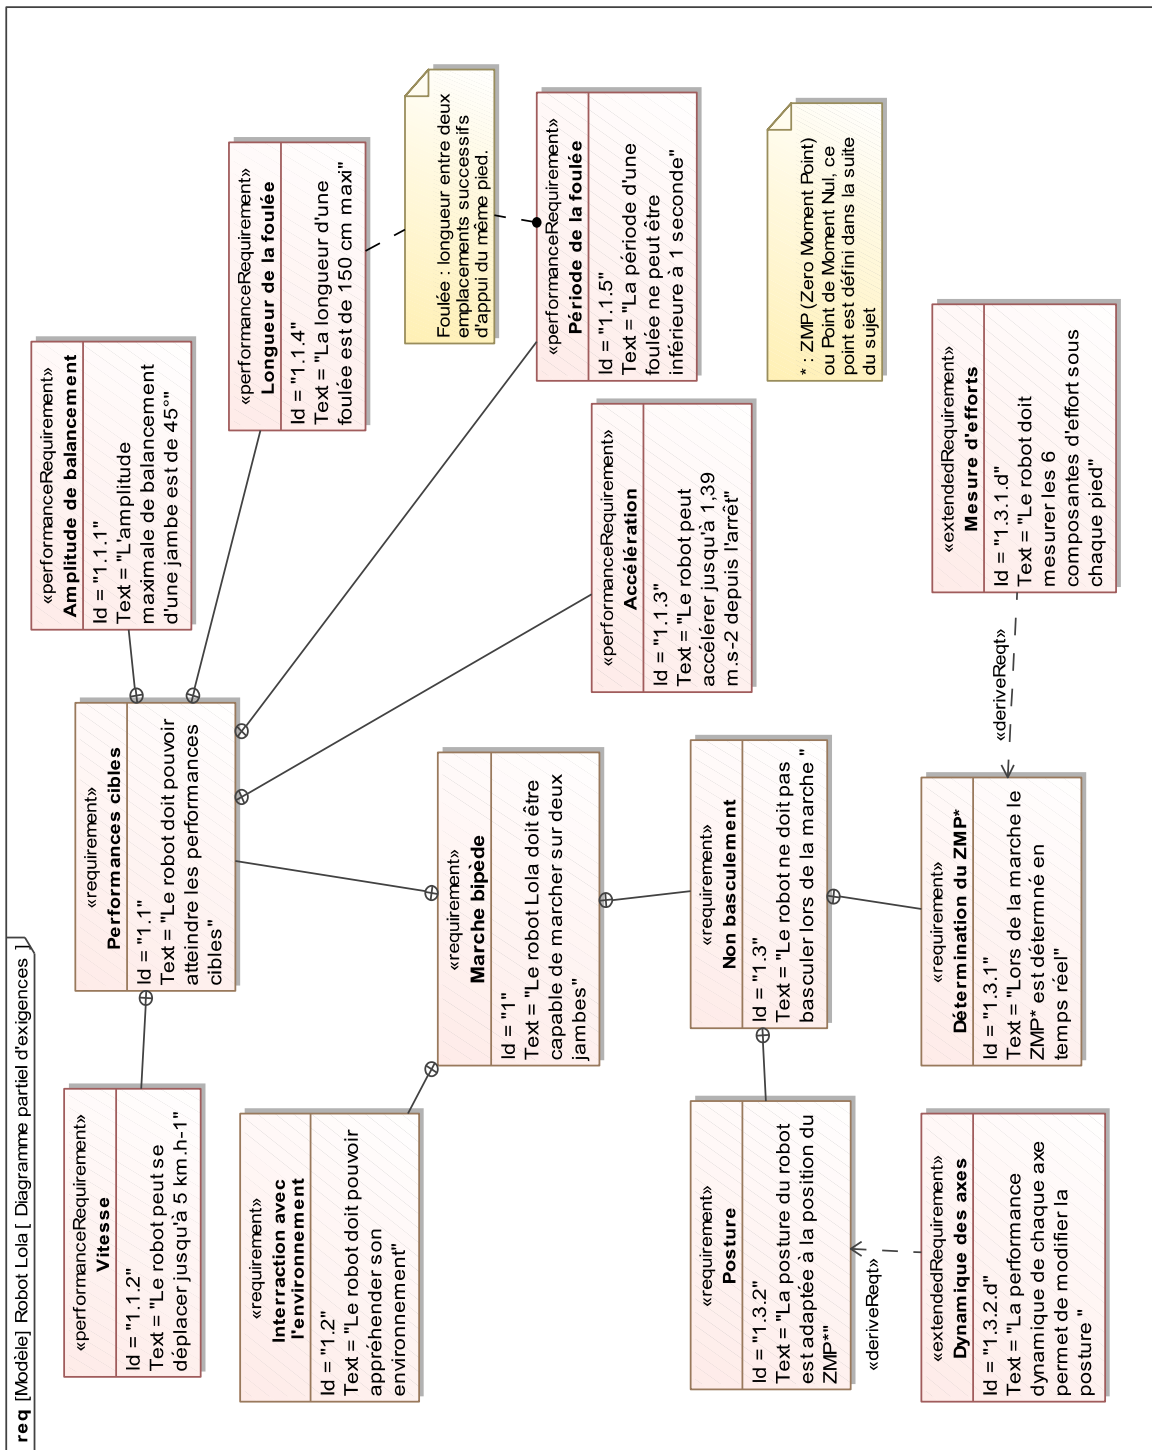 req [Modèle] Robot Lola [ Diagramme partiel d'exigences ]
«performanceRequirement»
Vitesse
Id = "1.1.2"
Text = "Le robot peut se
déplacer jusqu'à 5 km.h-1"
«requirement»
Performances cibles
Id = "1.1"
Text = "Le robot doit pouvoir
atteindre les performances
cibles"
«performanceRequirement»
Amplitude de balancement
Id = "1.1.1"
Text = "L'amplitude
maximale de balancement
d'une jambe est de 45°"
«performanceRequirement»
Longueur de la foulée
Id = "1.1.4"
Text = "La longueur d'une
foulée est de 150 cm maxi"
Foulée : longueur entre deux
emplacements successifs
d'appui du même pied.
«performanceRequirement»
Période de la foulée
Id = "1.1.5"
Text = "La période d'une
foulée ne peut être
inférieure à 1 seconde"
«performanceRequirement»
Accélération
Id = "1.1.3"
Text = "Le robot peut
accélérer jusqu'à 1,39
m.s-2 depuis l'arrêt"
«requirement»
Interraction avec
l'environnement
Id = "1.2"
Text = "Le robot doit pouvoir
appréhender son
environnement"
«requirement»
Marche bipède
Id = "1"
Text = "Le robot Lola doit être
capable de marcher sur deux
jambes"
«requirement»
Non basculement
Id = "1.3"
Text = "Le robot ne doit pas
basculer lors de la marche "
«requirement»
Posture
Id = "1.3.2"
Text = "La posture du robot
est adaptée à la position du
ZMP*"
«deriveReqt»
«extendedRequirement»
Dynamique des axes
Id = "1.3.2.d"
Text = "La performance
dynamique de chaque axe
permet de modifier la
posture "
«requirement»
Détermination du ZMP*
Id = "1.3.1"
Text = "Lors de la marche le
ZMP* est détermné en
temps réel"
«deriveReqt»
«extendedRequirement»
Mesure d'efforts
Id = "1.3.1.d"
Text = "Le robot doit
mesurer les 6
composantes d'effort sous
chaque pied"
* : ZMP (Zero Moment Point)
ou Point de Moment Nul, ce
point est défini dans la suite
du sujet